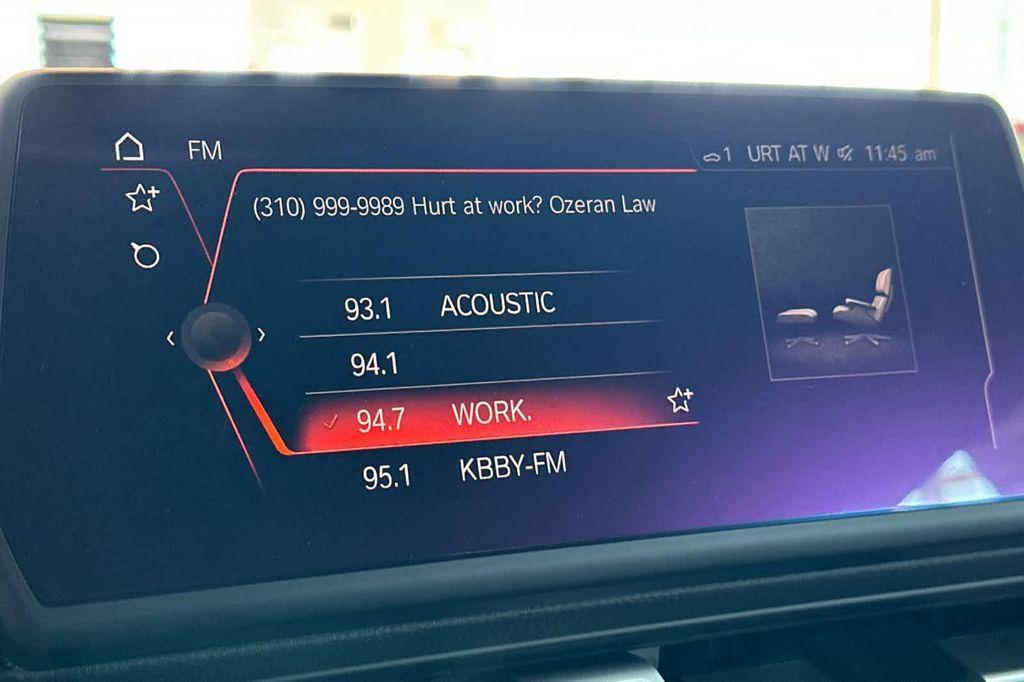 FM
1 URT AT W 11:45 am
(310) 999-9989 Hurt at work? Ozeran Law
93.1 ACOUSTIC
94.1
94.7 WORK.
95.1 KBBY-FM